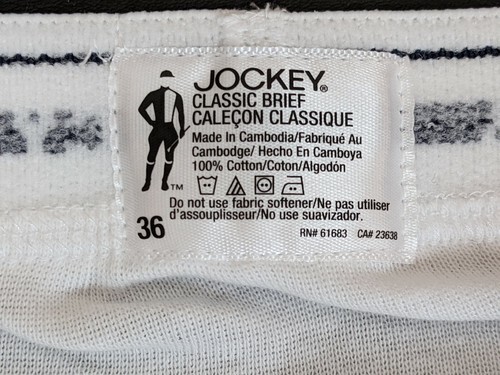 JOCKEY®
CLASSIC BRIEF
CALEÇON CLASSIQUE
Made In Cambodia/Fabriqué Au
Cambodge/ Hecho En Camboya
100% Cotton/Coton/Algodón
TM
Do not use fabric softener/Ne pas utiliser
d'assouplisseur/No use suavizador.
36
RN# 61683 CA# 23638